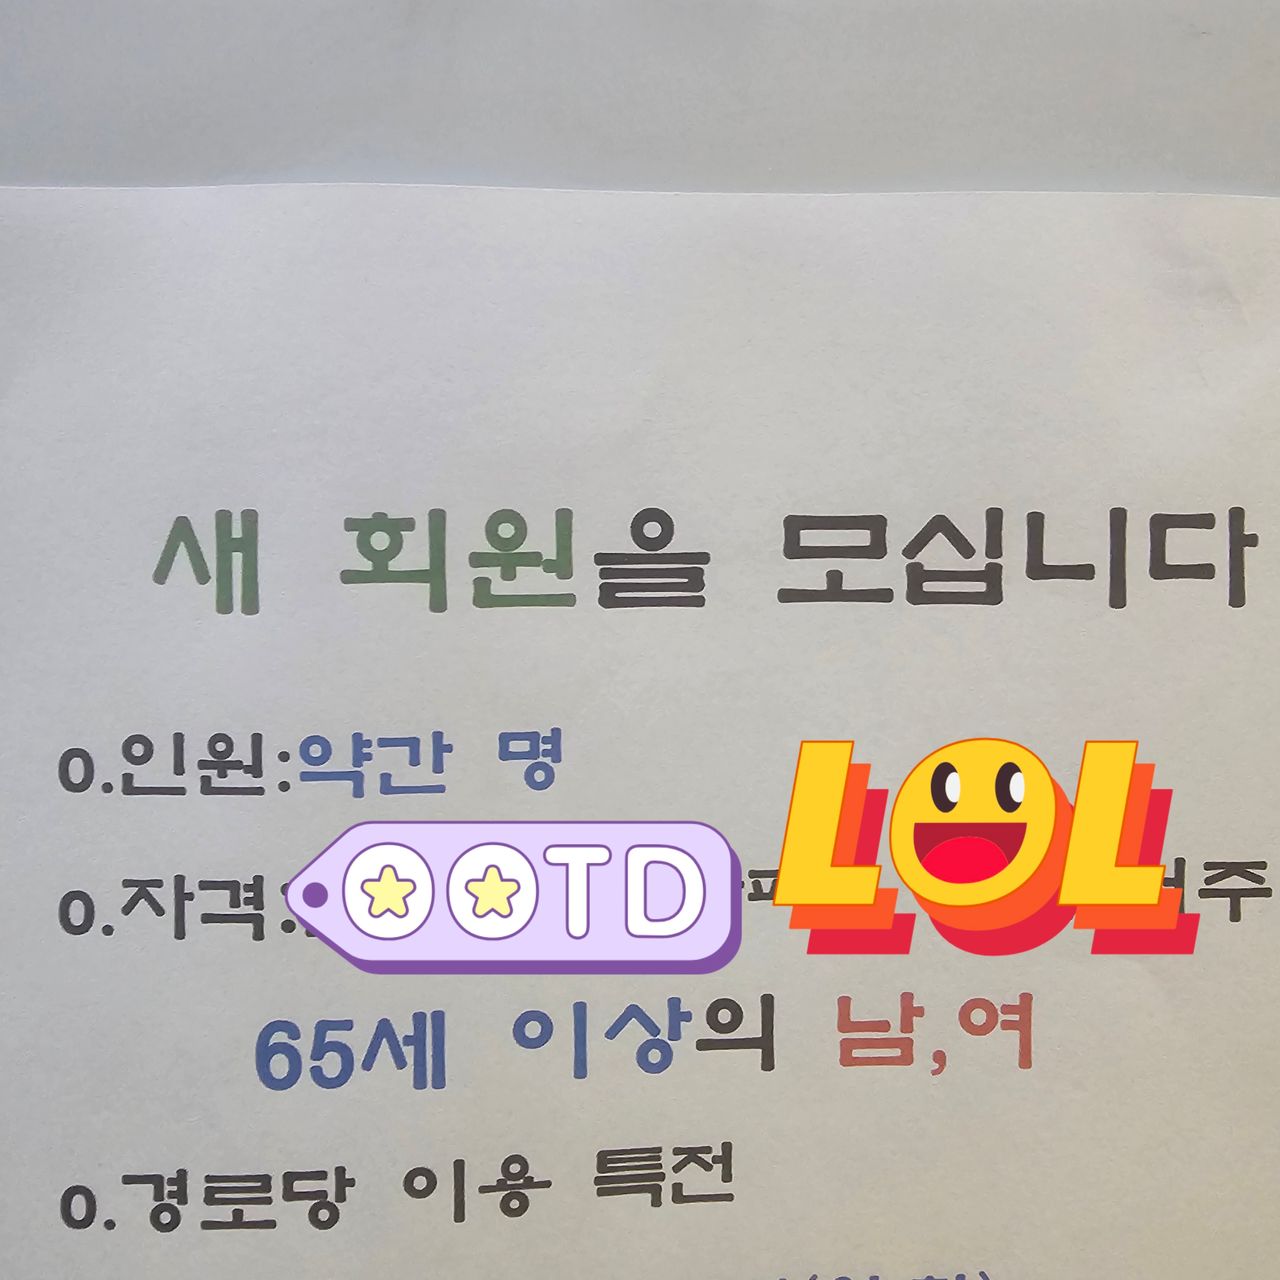 새 회원을 모십니다
o.인원:약간 명
o.자격:
OOTD
LOL
65세 이상의 남,여
o.경로당 이용 특전